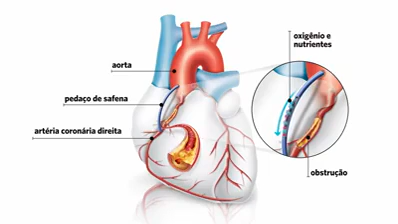 aorta
pedaço de safena
artéria coronária direita
oxigênio e
nutrientes
obstrução